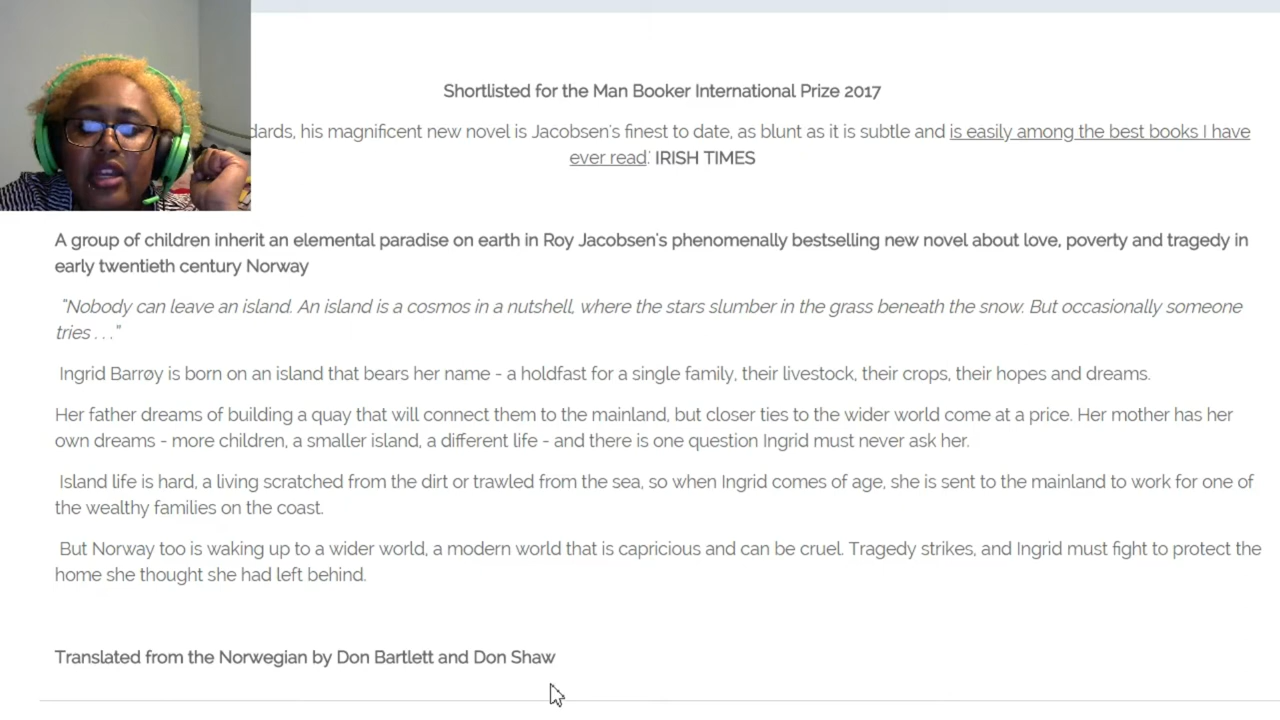 Shortlisted for the Man Booker International Prize 2017
dards, his magnificent new novel is Jacobsen's finest to date, as blunt as it is subtle and is easily among the best books I have
ever read.' IRISH TIMES
A group of children inherit an elemental paradise on earth in Roy Jacobsen's phenomenally bestselling new novel about love, poverty and tragedy in
early twentieth century Norway
"Nobody can leave an island. An island is a cosmos in a nutshell, where the stars slumber in the grass beneath the snow. But occasionally someone
tries . . ."
Ingrid Barrøy is born on an island that bears her name - a holdfast for a single family, their livestock, their crops, their hopes and dreams.
Her father dreams of building a quay that will connect them to the mainland, but closer ties to the wider world come at a price. Her mother has her
own dreams - more children, a smaller island, a different life - and there is one question Ingrid must never ask her.
Island life is hard, a living scratched from the dirt or trawled from the sea, so when Ingrid comes of age, she is sent to the mainland to work for one of
the wealthy families on the coast.
But Norway too is waking up to a wider world, a modern world that is capricious and can be cruel. Tragedy strikes, and Ingrid must fight to protect the
home she thought she had left behind.
Translated from the Norwegian by Don Bartlett and Don Shaw